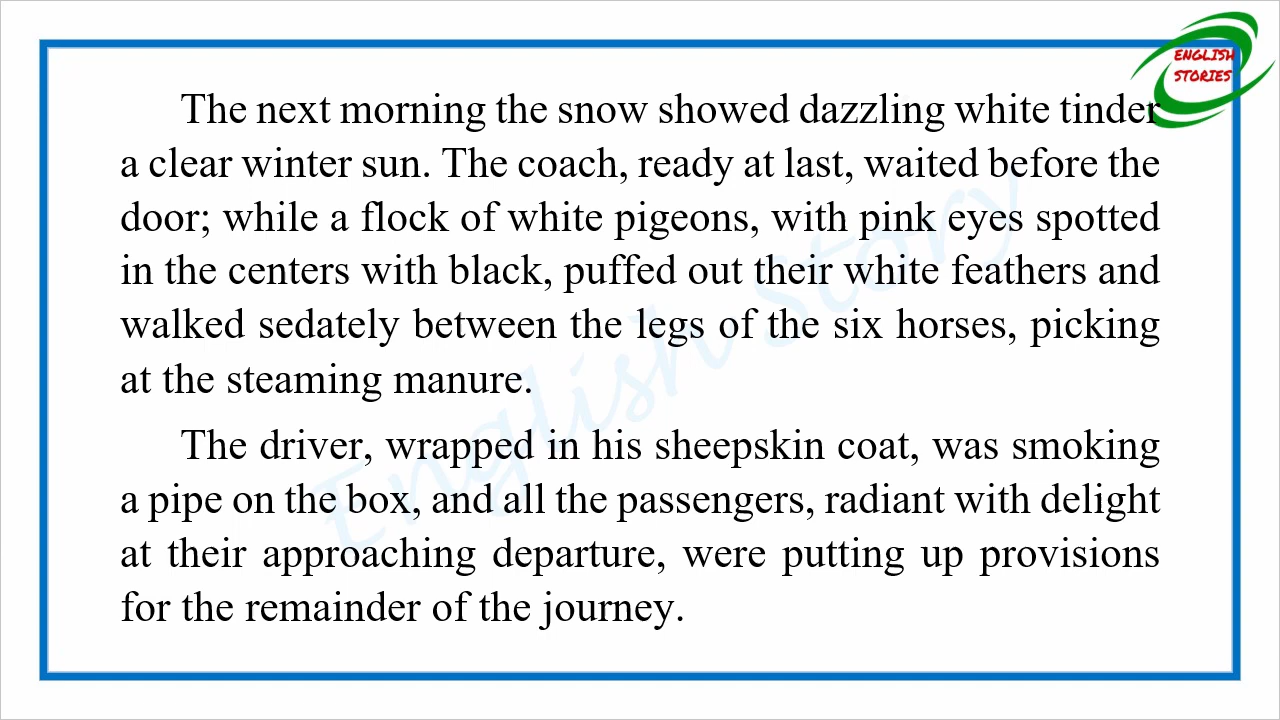 ENGLISH
STORIES
The next morning the snow showed dazzling white tinder
a clear winter sun. The coach, ready at last, waited before the
door; while a flock of white pigeons, with pink eyes spotted
in the centers with black, puffed out their white feathers and
walked sedately between the legs of the six horses, picking
at the steaming manure.
The driver, wrapped in his sheepskin coat, was smoking
a pipe on the box, and all the passengers, radiant with delight
at their approaching departure, were putting up provisions
for the remainder of the journey.
English Story